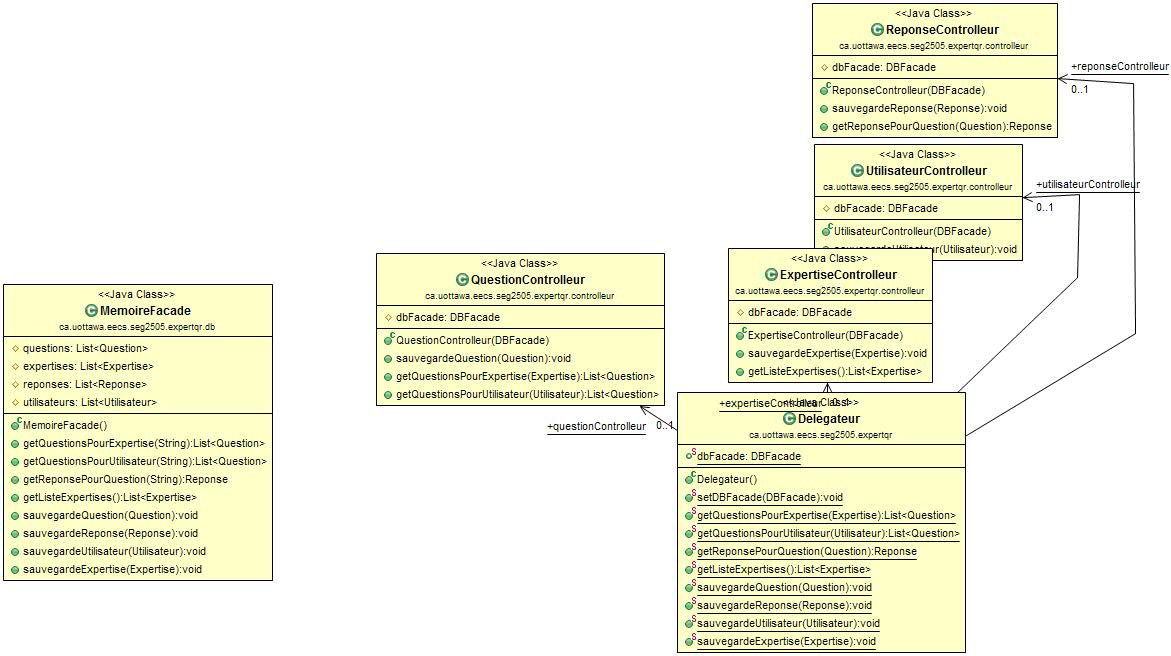 <<Java Class>>
ReponseControlleur
ca.uottawa.eecs.seg2505.expertqr.controlleur
dbFacade: DBFacade
ReponseControlleur(DBFacade)
sauvegardeReponse(Reponse):void
getReponsePourQuestion(Question):Reponse
+reponseControlleur
0..1
<<Java Class>>
UtilisateurControlleur
ca.uottawa.eecs.seg2505.expertqr.controlleur
dbFacade: DBFacade
UtilisateurControlleur(DBFacade)
sauvegardeUtilisateur(Utilisateur):void
+utilisateurControlleur
0..1
<<Java Class>>
ExpertiseControlleur
ca.uottawa.eecs.seg2505.expertqr.controlleur
dbFacade: DBFacade
ExpertiseControlleur(DBFacade)
sauvegardeExpertise(Expertise):void
getListeExpertises():List<Expertise>
<<Java Class>>
QuestionControlleur
ca.uottawa.eecs.seg2505.expertqr.controlleur
dbFacade: DBFacade
QuestionControlleur(DBFacade)
sauvegardeQuestion(Question):void
getQuestionsPourExpertise(Expertise):List<Question>
getQuestionsPourUtilisateur(Utilisateur):List<Question>
+questionControlleur
0..1
<<Java Class>>
MemoireFacade
ca.uottawa.eecs.seg2505.expertqr.db
questions: List<Question>
expertises: List<Expertise>
reponses: List<Reponse>
utilisateurs: List<Utilisateur>
MemoireFacade()
getQuestionsPourExpertise(String):List<Question>
getQuestionsPourUtilisateur(String):List<Question>
getReponsePourQuestion(String):Reponse
getListeExpertises():List<Expertise>
sauvegardeQuestion(Question):void
sauvegardeReponse(Reponse):void
sauvegardeUtilisateur(Utilisateur):void
sauvegardeExpertise(Expertise):void
+expertiseControlleur
0..1
<<Java Class>>
Delegateur
ca.uottawa.eecs.seg2505.expertqr
dbFacade: DBFacade
Delegateur()
setDBFacade(DBFacade):void
getQuestionsPourExpertise(Expertise):List<Question>
getQuestionsPourUtilisateur(Utilisateur):List<Question>
getReponsePourQuestion(Question):Reponse
getListeExpertises():List<Expertise>
sauvegardeQuestion(Question):void
sauvegardeReponse(Reponse):void
sauvegardeUtilisateur(Utilisateur):void
sauvegardeExpertise(Expertise):void